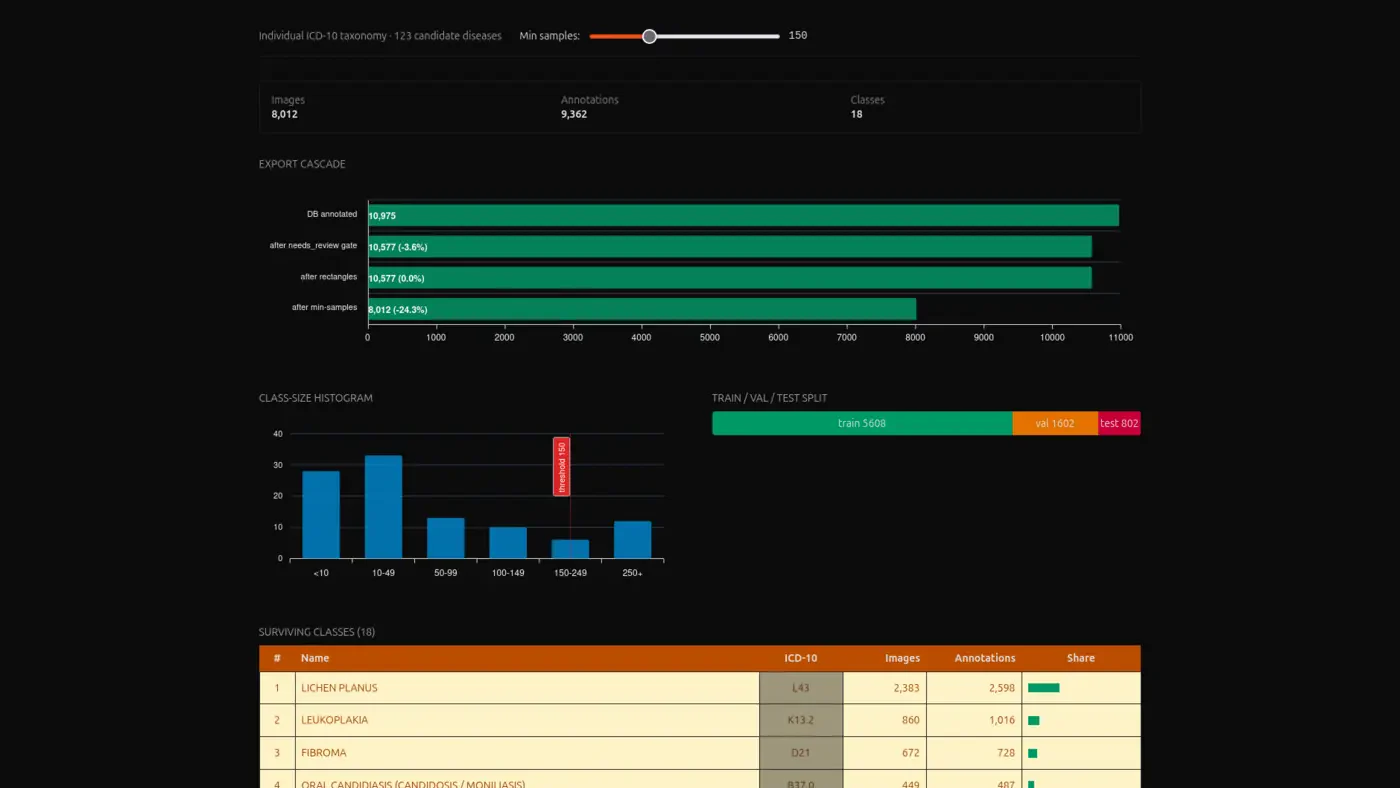 Individual ICD-10 taxonomy · 123 candidate diseases Min samples: 150
Images Annotations Classes
8,012 9,362 18
EXPORT CASCADE
DB annotated 10,975
after needs_review gate 10,577 (-3.6%)
after rectangles 10,577 (0.0%)
after min-samples 8,012 (-24.3%)
0 1000 2000 3000 4000 5000 6000 7000 8000 9000 10000 11000
CLASS-SIZE HISTOGRAM
40
30
20
10
0
threshold 150
<10 10-49 50-99 100-149 150-249 250+
TRAIN / VAL / TEST SPLIT
train 5608 val 1602 test 802
SURVIVING CLASSES (18)
# Name ICD-10 Images Annotations Share
1 LICHEN PLANUS L43 2,383 2,598
2 LEUKOPLAKIA K13.2 860 1,016
3 FIBROMA D21 672 728
4 ORAL CANDIDIASIS (CANDIDOSIS / MONILIASIS) B37.0 449 487